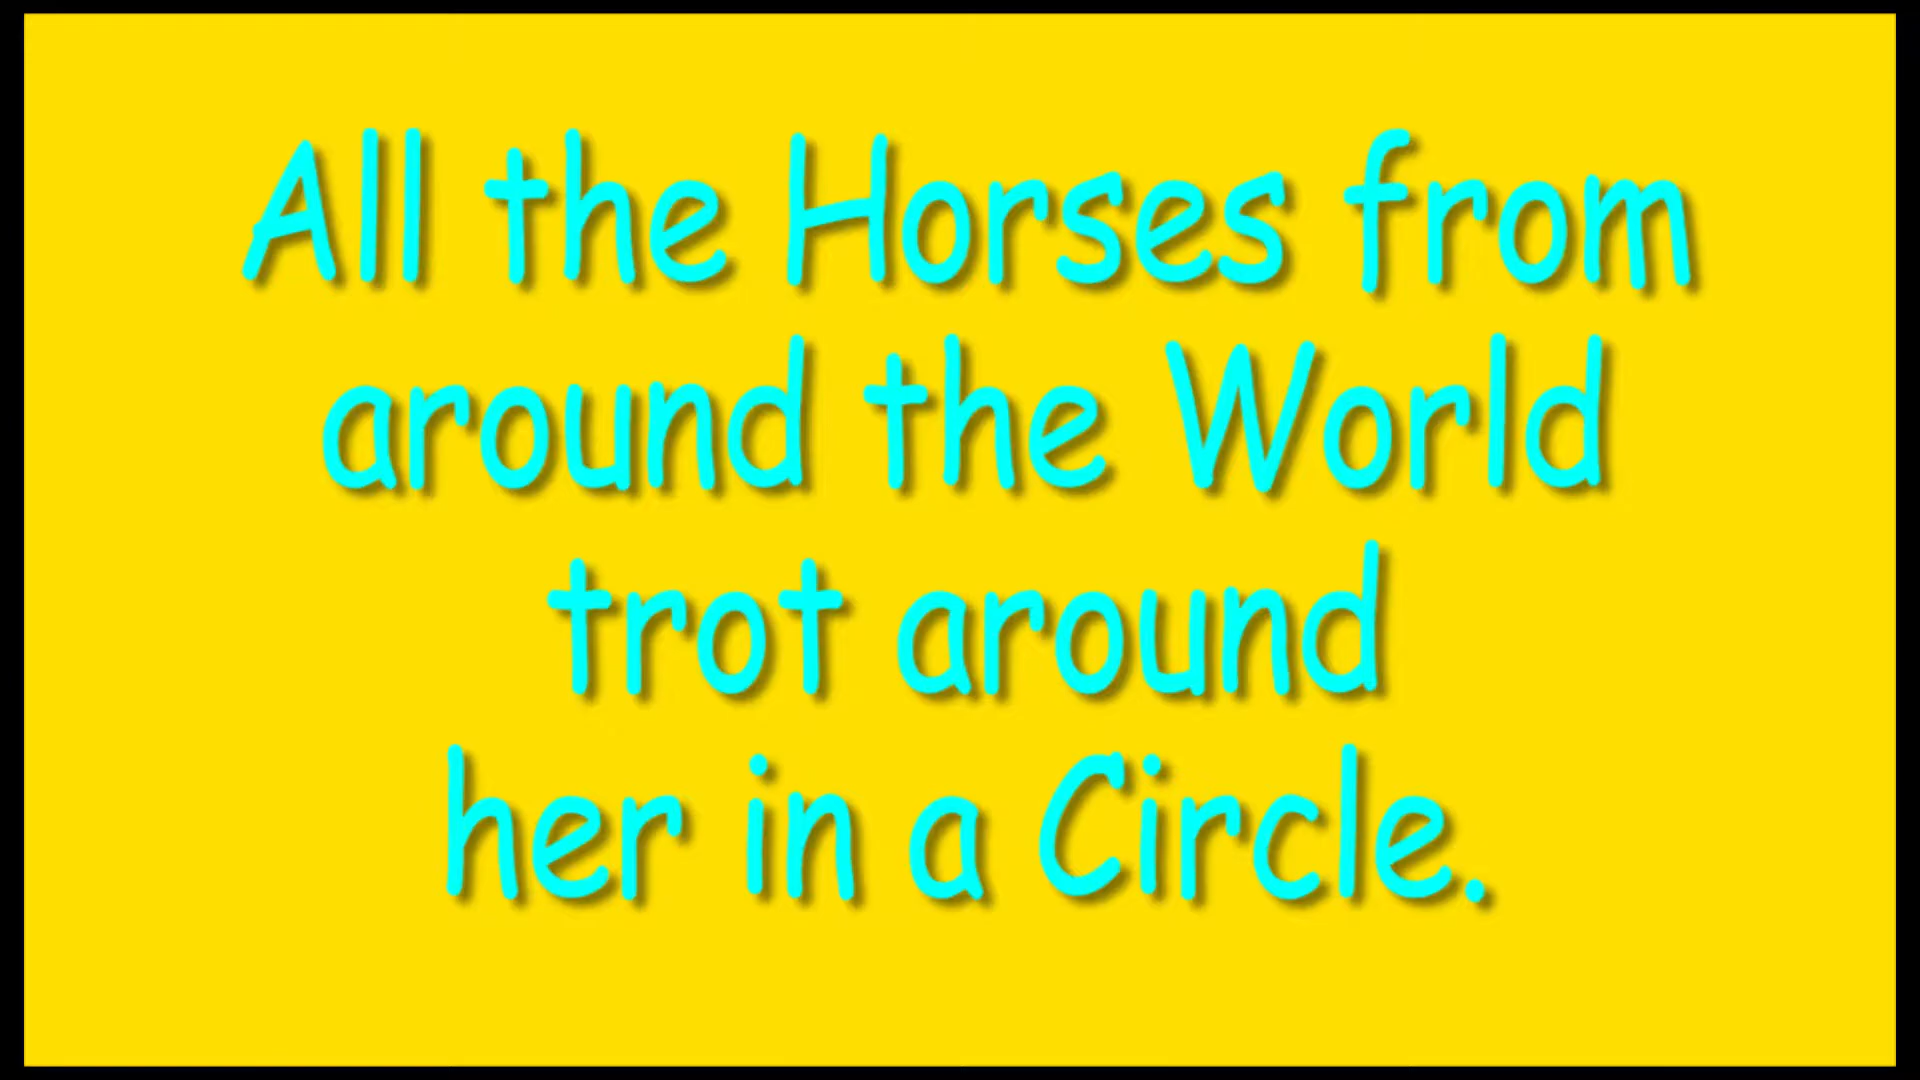 All the Horses from
around the World
trot around
her in a Circle.